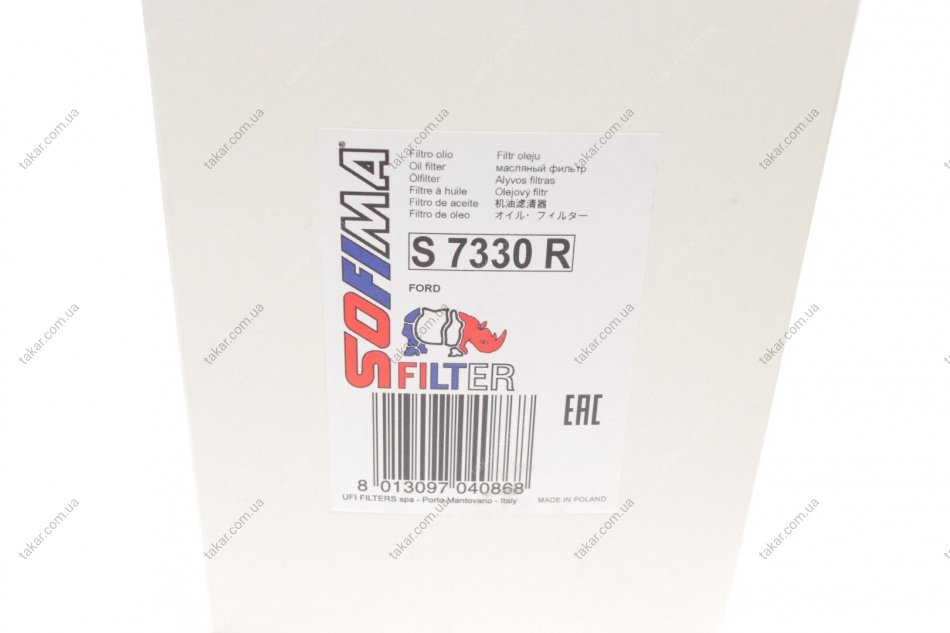 SOFIMA®
Filtro olio
Oil filter
Ölfilter
Filtre à huile
Filtro de aceite
Filtro de óleo
Filtr oleju
масляный фильтр
Alyvos filtras
Olejový filtr
机油滤清器
オイル・フィルター
S 7330 R
FORD
FILTER
EAC
8 013097 040868
UFI FILTERS spa - Porto Mantovano - Italy
MADE IN POLAND
takar.com.ua